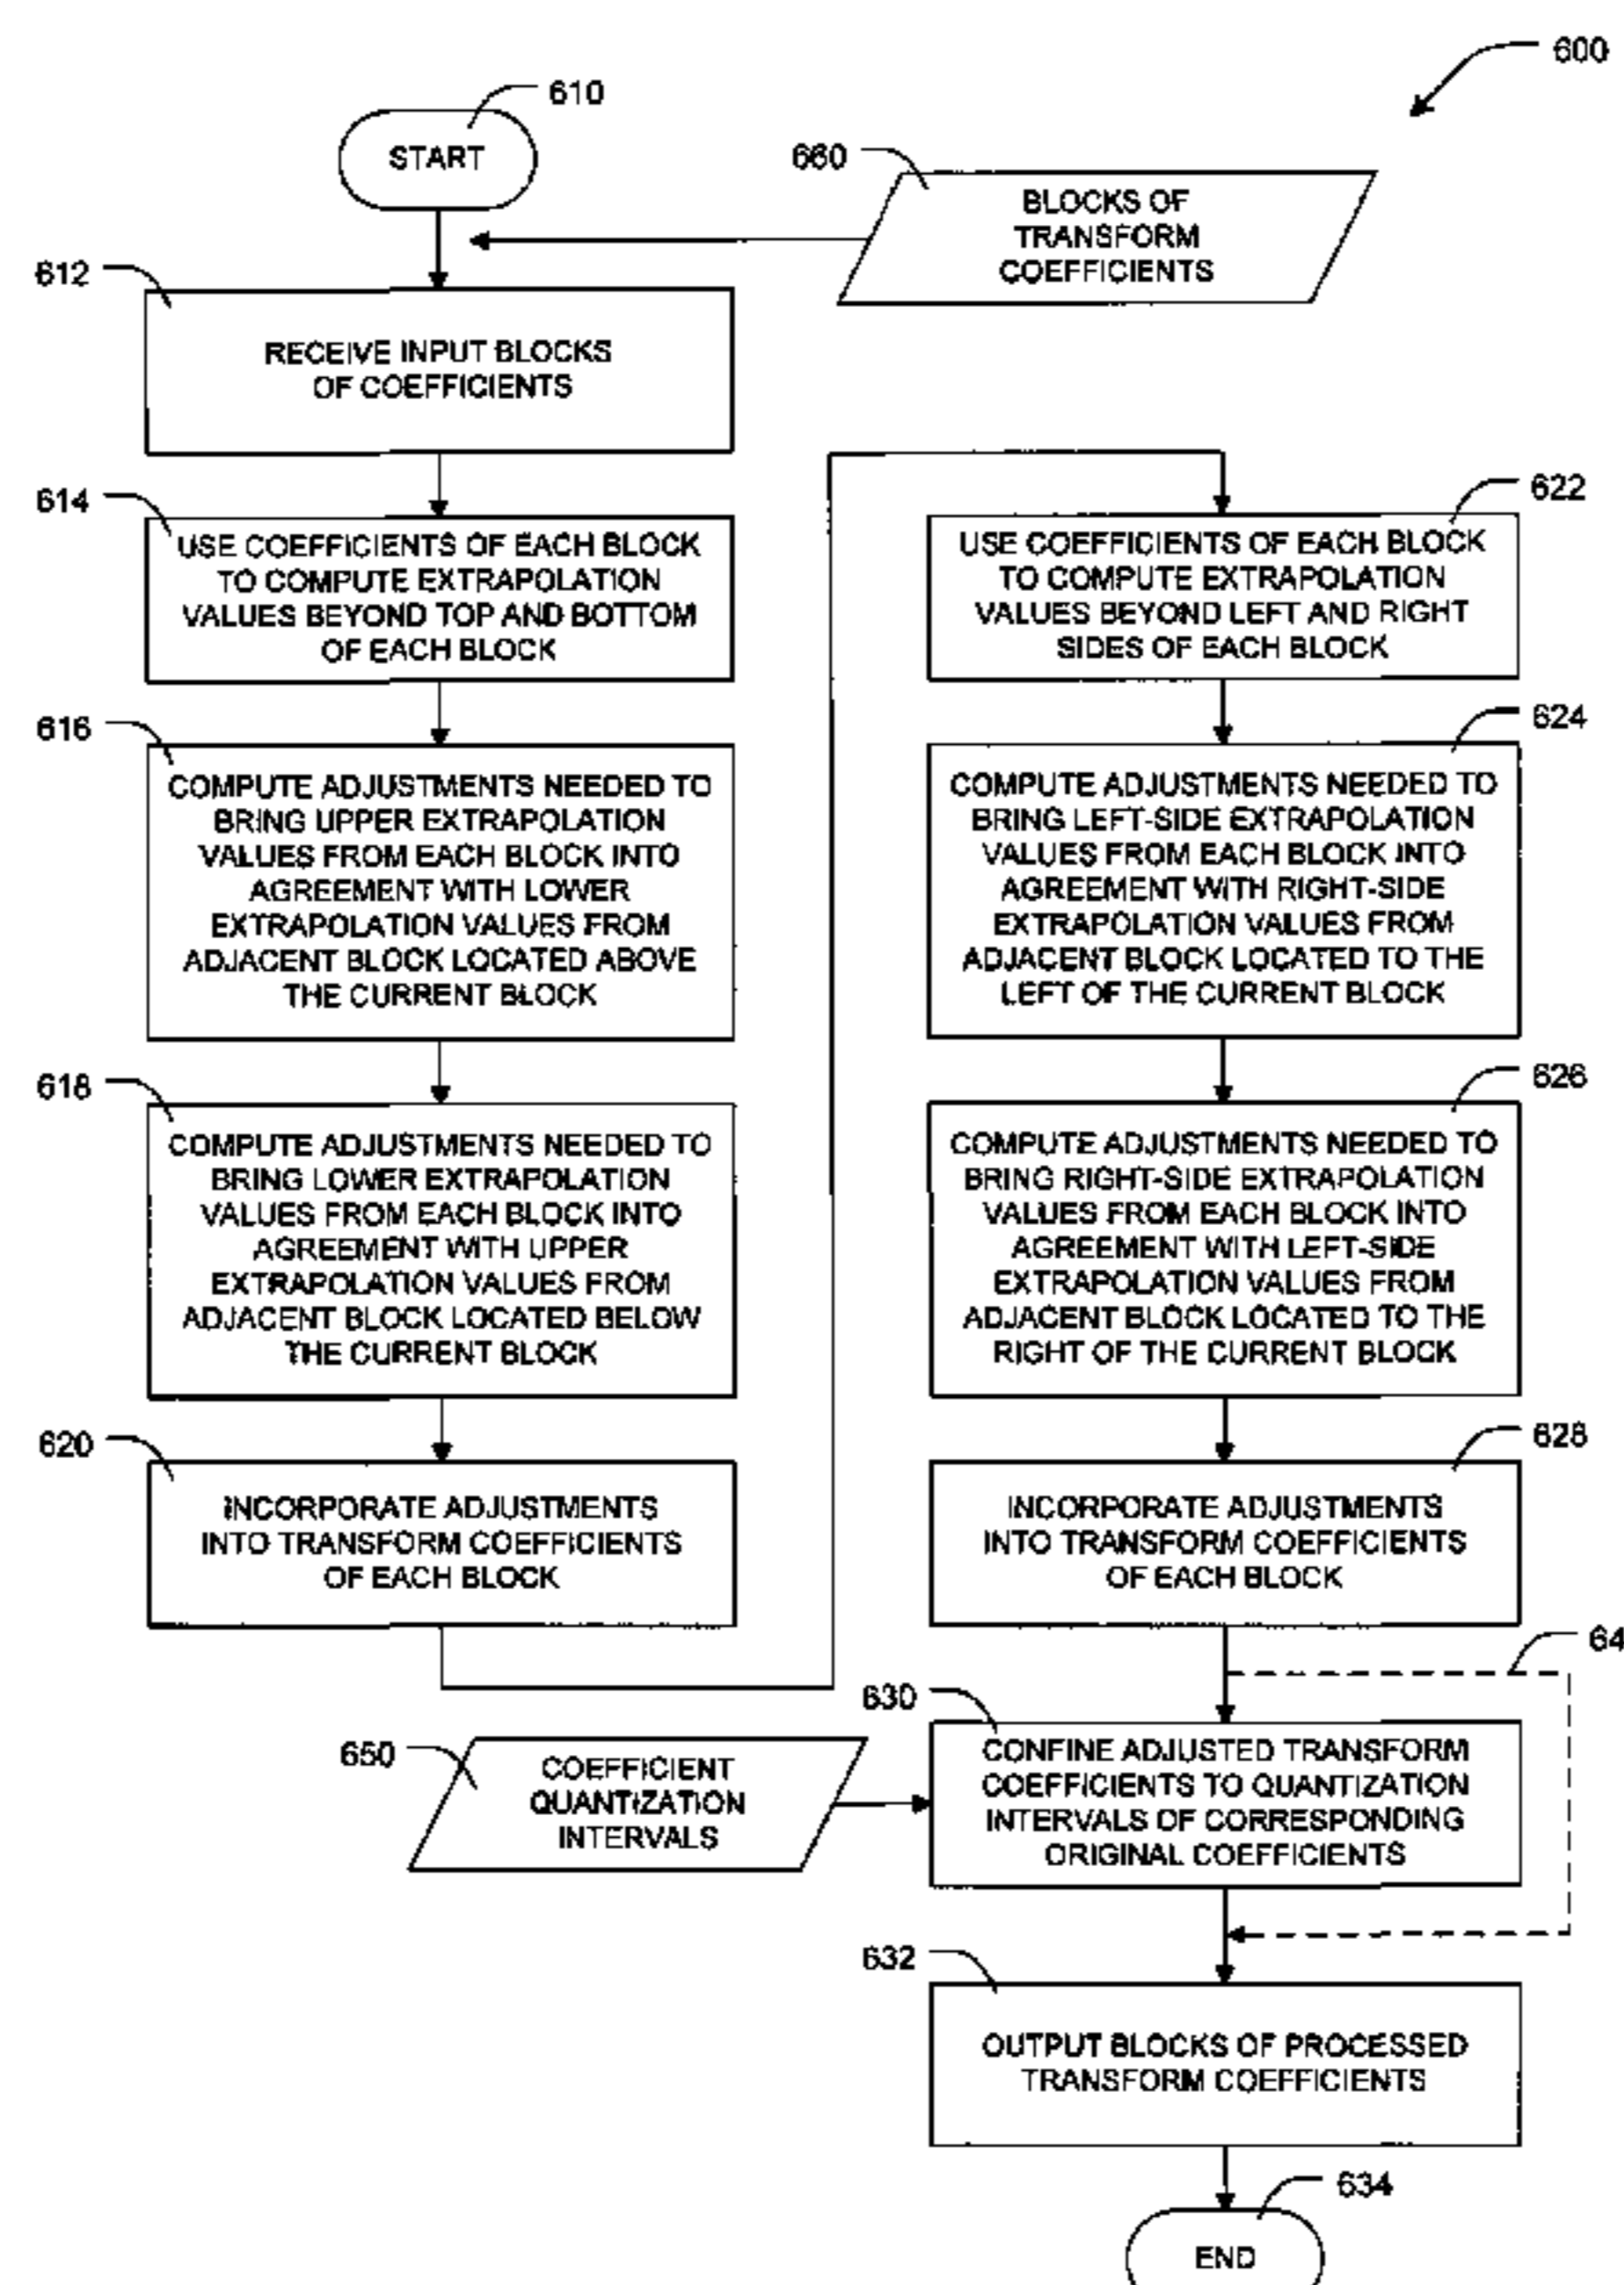 600
610
START
660
BLOCKS OF
TRANSFORM
COEFFICIENTS
612
RECEIVE INPUT BLOCKS
OF COEFFICIENTS
614
USE COEFFICIENTS OF EACH BLOCK
TO COMPUTE EXTRAPOLATION
VALUES BEYOND TOP AND BOTTOM
OF EACH BLOCK
616
COMPUTE ADJUSTMENTS NEEDED TO
BRING UPPER EXTRAPOLATION
VALUES FROM EACH BLOCK INTO
AGREEMENT WITH LOWER
EXTRAPOLATION VALUES FROM
ADJACENT BLOCK LOCATED ABOVE
THE CURRENT BLOCK
618
COMPUTE ADJUSTMENTS NEEDED TO
BRING LOWER EXTRAPOLATION
VALUES FROM EACH BLOCK INTO
AGREEMENT WITH UPPER
EXTRAPOLATION VALUES FROM
ADJACENT BLOCK LOCATED BELOW
THE CURRENT BLOCK
620
INCORPORATE ADJUSTMENTS
INTO TRANSFORM COEFFICIENTS
OF EACH BLOCK
622
USE COEFFICIENTS OF EACH BLOCK
TO COMPUTE EXTRAPOLATION
VALUES BEYOND LEFT AND RIGHT
SIDES OF EACH BLOCK
624
COMPUTE ADJUSTMENTS NEEDED TO
BRING LEFT-SIDE EXTRAPOLATION
VALUES FROM EACH BLOCK INTO
AGREEMENT WITH RIGHT-SIDE
EXTRAPOLATION VALUES FROM
ADJACENT BLOCK LOCATED TO THE
LEFT OF THE CURRENT BLOCK
626
COMPUTE ADJUSTMENTS NEEDED TO
BRING RIGHT-SIDE EXTRAPOLATION
VALUES FROM EACH BLOCK INTO
AGREEMENT WITH LEFT-SIDE
EXTRAPOLATION VALUES FROM
ADJACENT BLOCK LOCATED TO THE
RIGHT OF THE CURRENT BLOCK
628
INCORPORATE ADJUSTMENTS
INTO TRANSFORM COEFFICIENTS
OF EACH BLOCK
64
630
CONFINE ADJUSTED TRANSFORM
COEFFICIENTS TO QUANTIZATION
INTERVALS OF CORRESPONDING
ORIGINAL COEFFICIENTS
650
COEFFICIENT
QUANTIZATION
INTERVALS
632
OUTPUT BLOCKS OF PROCESSED
TRANSFORM COEFFICIENTS
634
END